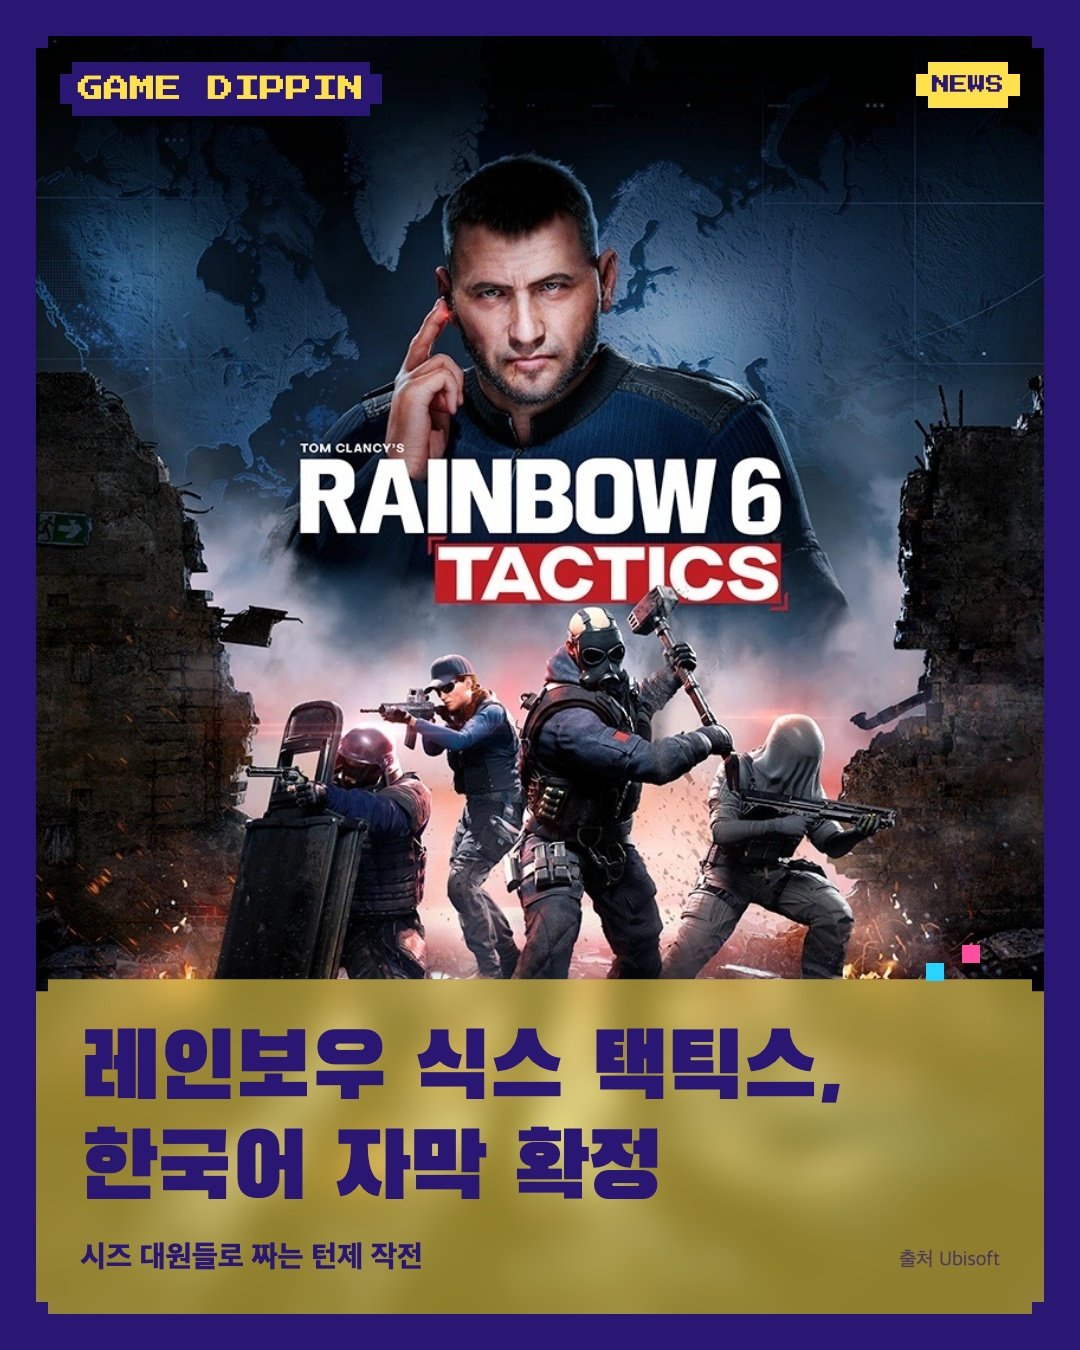 GAME DIPPIN
NEWS
TOM CLANCY'S
RAINBOW 6
TACTICS
레인보우 식스 택틱스,
한국어 자막 확정
시즈 대원들로 짜는 턴제 작전
출처 Ubisoft